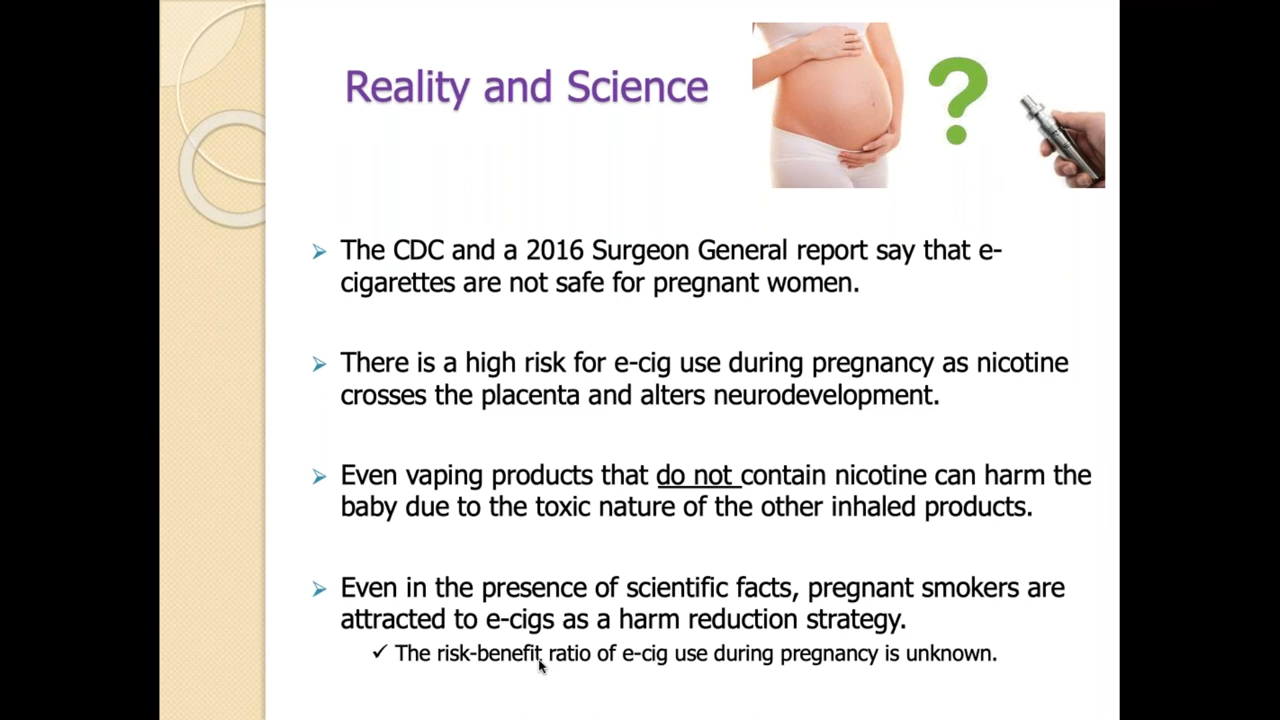 Reality and Science
?
The CDC and a 2016 Surgeon General report say that e-
cigarettes are not safe for pregnant women.
There is a high risk for e-cig use during pregnancy as nicotine
crosses the placenta and alters neurodevelopment.
Even vaping products that do not contain nicotine can harm the
baby due to the toxic nature of the other inhaled products.
Even in the presence of scientific facts, pregnant smokers are
attracted to e-cigs as a harm reduction strategy.
✓ The risk-benefit ratio of e-cig use during pregnancy is unknown.